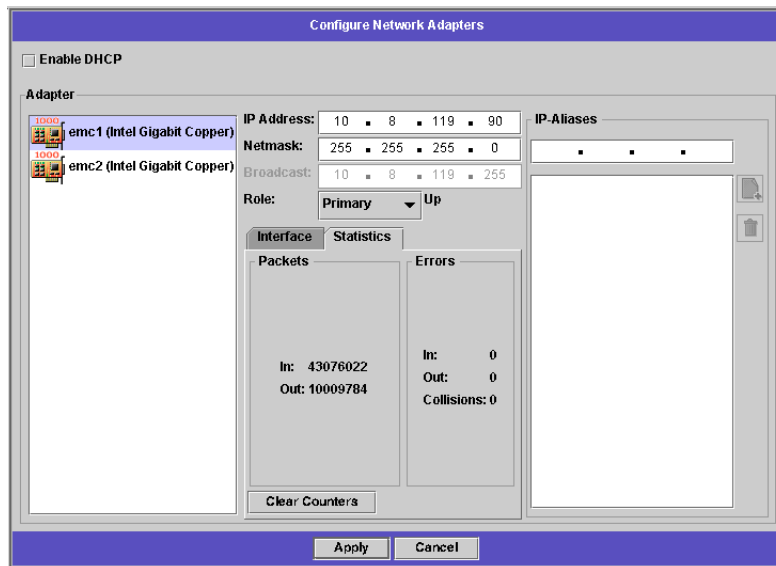 Configure Network Adapters
Enable DHCP
Adapter
1000
emc1 (Intel Gigabit Copper)
1000
emc2 (Intel Gigabit Copper)
IP Address: 10 . 8 . 119 . 90
Netmask: 255 . 255 . 255 . 0
Broadcast: 10 . 8 . 119 . 255
Role: Primary Up
Interface Statistics
Packets
In: 43076022
Out: 10009784
Errors
In: 0
Out: 0
Collisions: 0
Clear Counters
IP-Aliases
. . .
Apply Cancel